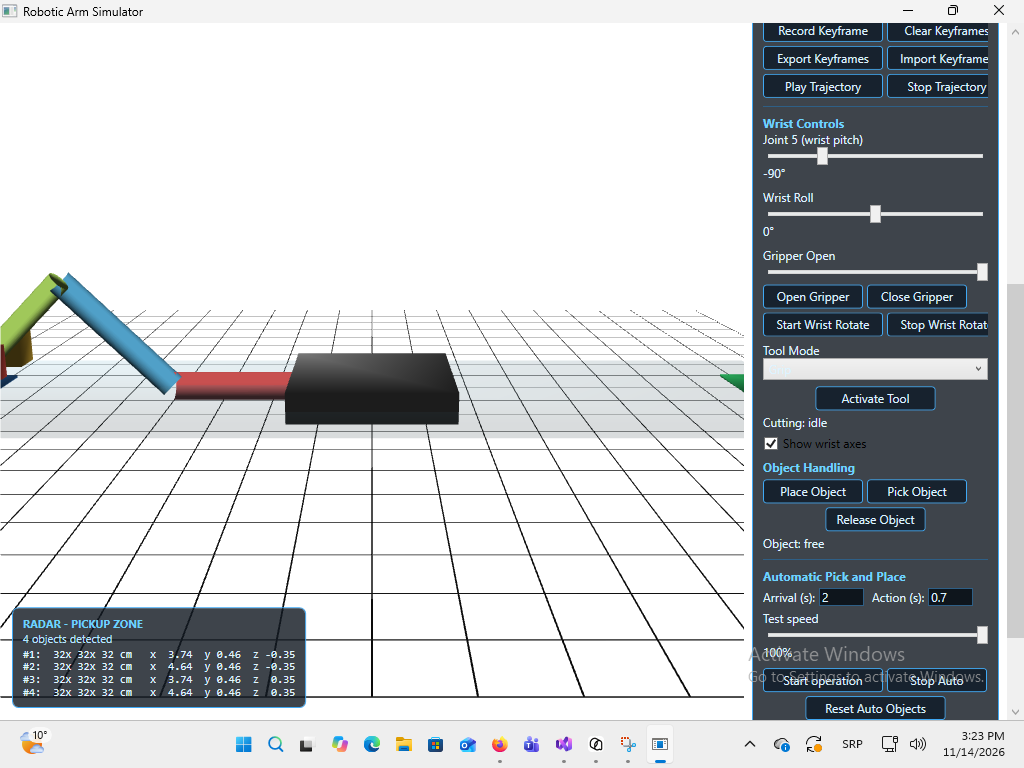 Robotic Arm Simulator
Record Keyframe Clear Keyframes
Export Keyframes Import Keyframe
Play Trajectory Stop Trajectory
Wrist Controls
Joint 5 (wrist pitch)
-90°
Wrist Roll
0°
Gripper Open
Open Gripper Close Gripper
Start Wrist Rotate Stop Wrist Rotat
Tool Mode
Activate Tool
Cutting: idle
Show wrist axes
Object Handling
Place Object Pick Object
Release Object
Object: free
Automatic Pick and Place
Arrival (s): 2 Action (s): 0.7
Test speed
100%
Activate Windows
Go to Settings to activate Windows.
Start operation Stop Auto
Reset Auto Objects
RADAR - PICKUP ZONE
4 objects detected
#1: 32x 32x 32 cm x 3.74 y 0.46 z -0.35
#2: 32x 32x 32 cm x 4.64 y 0.46 z -0.35
#3: 32x 32x 32 cm x 3.74 y 0.46 z 0.35
#4: 32x 32x 32 cm x 4.64 y 0.46 z 0.35
10°
SRP
3:23 PM
11/14/2026